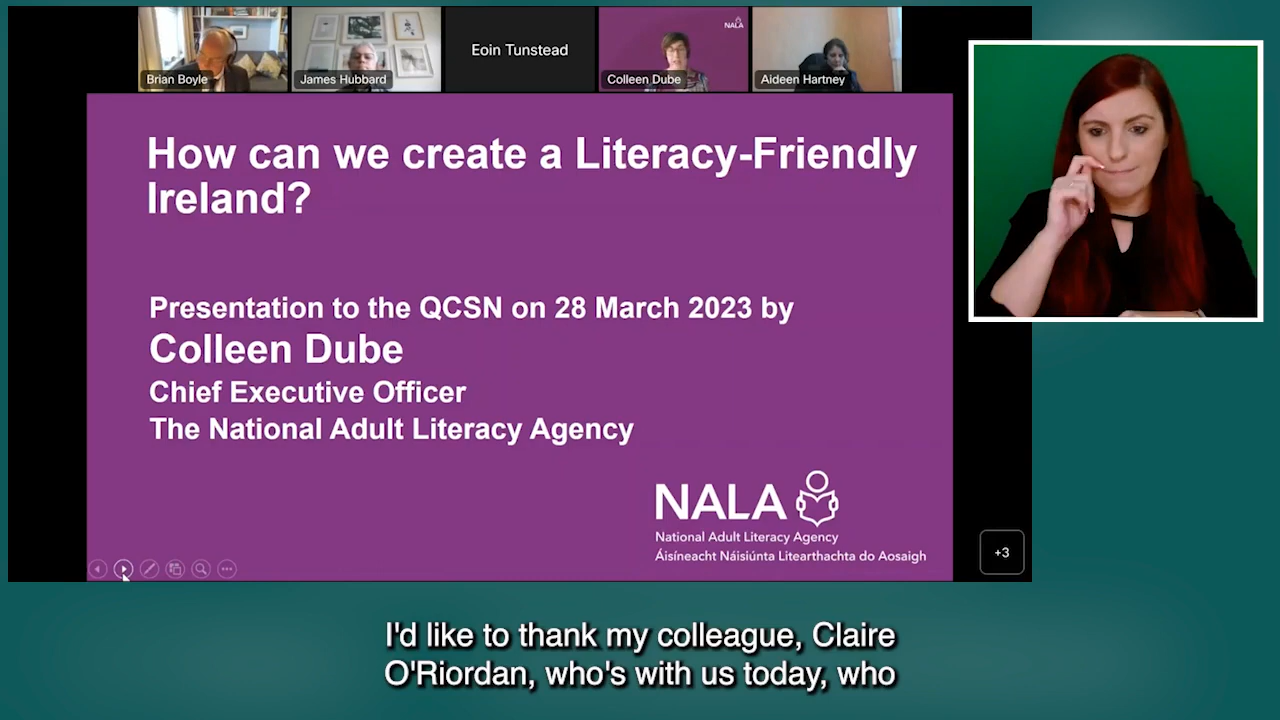 Brian Boyle
James Hubbard
Eoin Tunstead
NALA
Colleen Dube
Aideen Hartney
How can we create a Literacy-Friendly
Ireland?
Presentation to the QCSN on 28 March 2023 by
Colleen Dube
Chief Executive Officer
The National Adult Literacy Agency
NALA
National Adult Literacy Agency
Áisíneacht Náisiúnta Litearthachta do Aosaigh
+3
I'd like to thank my colleague, Claire
O'Riordan, who's with us today, who